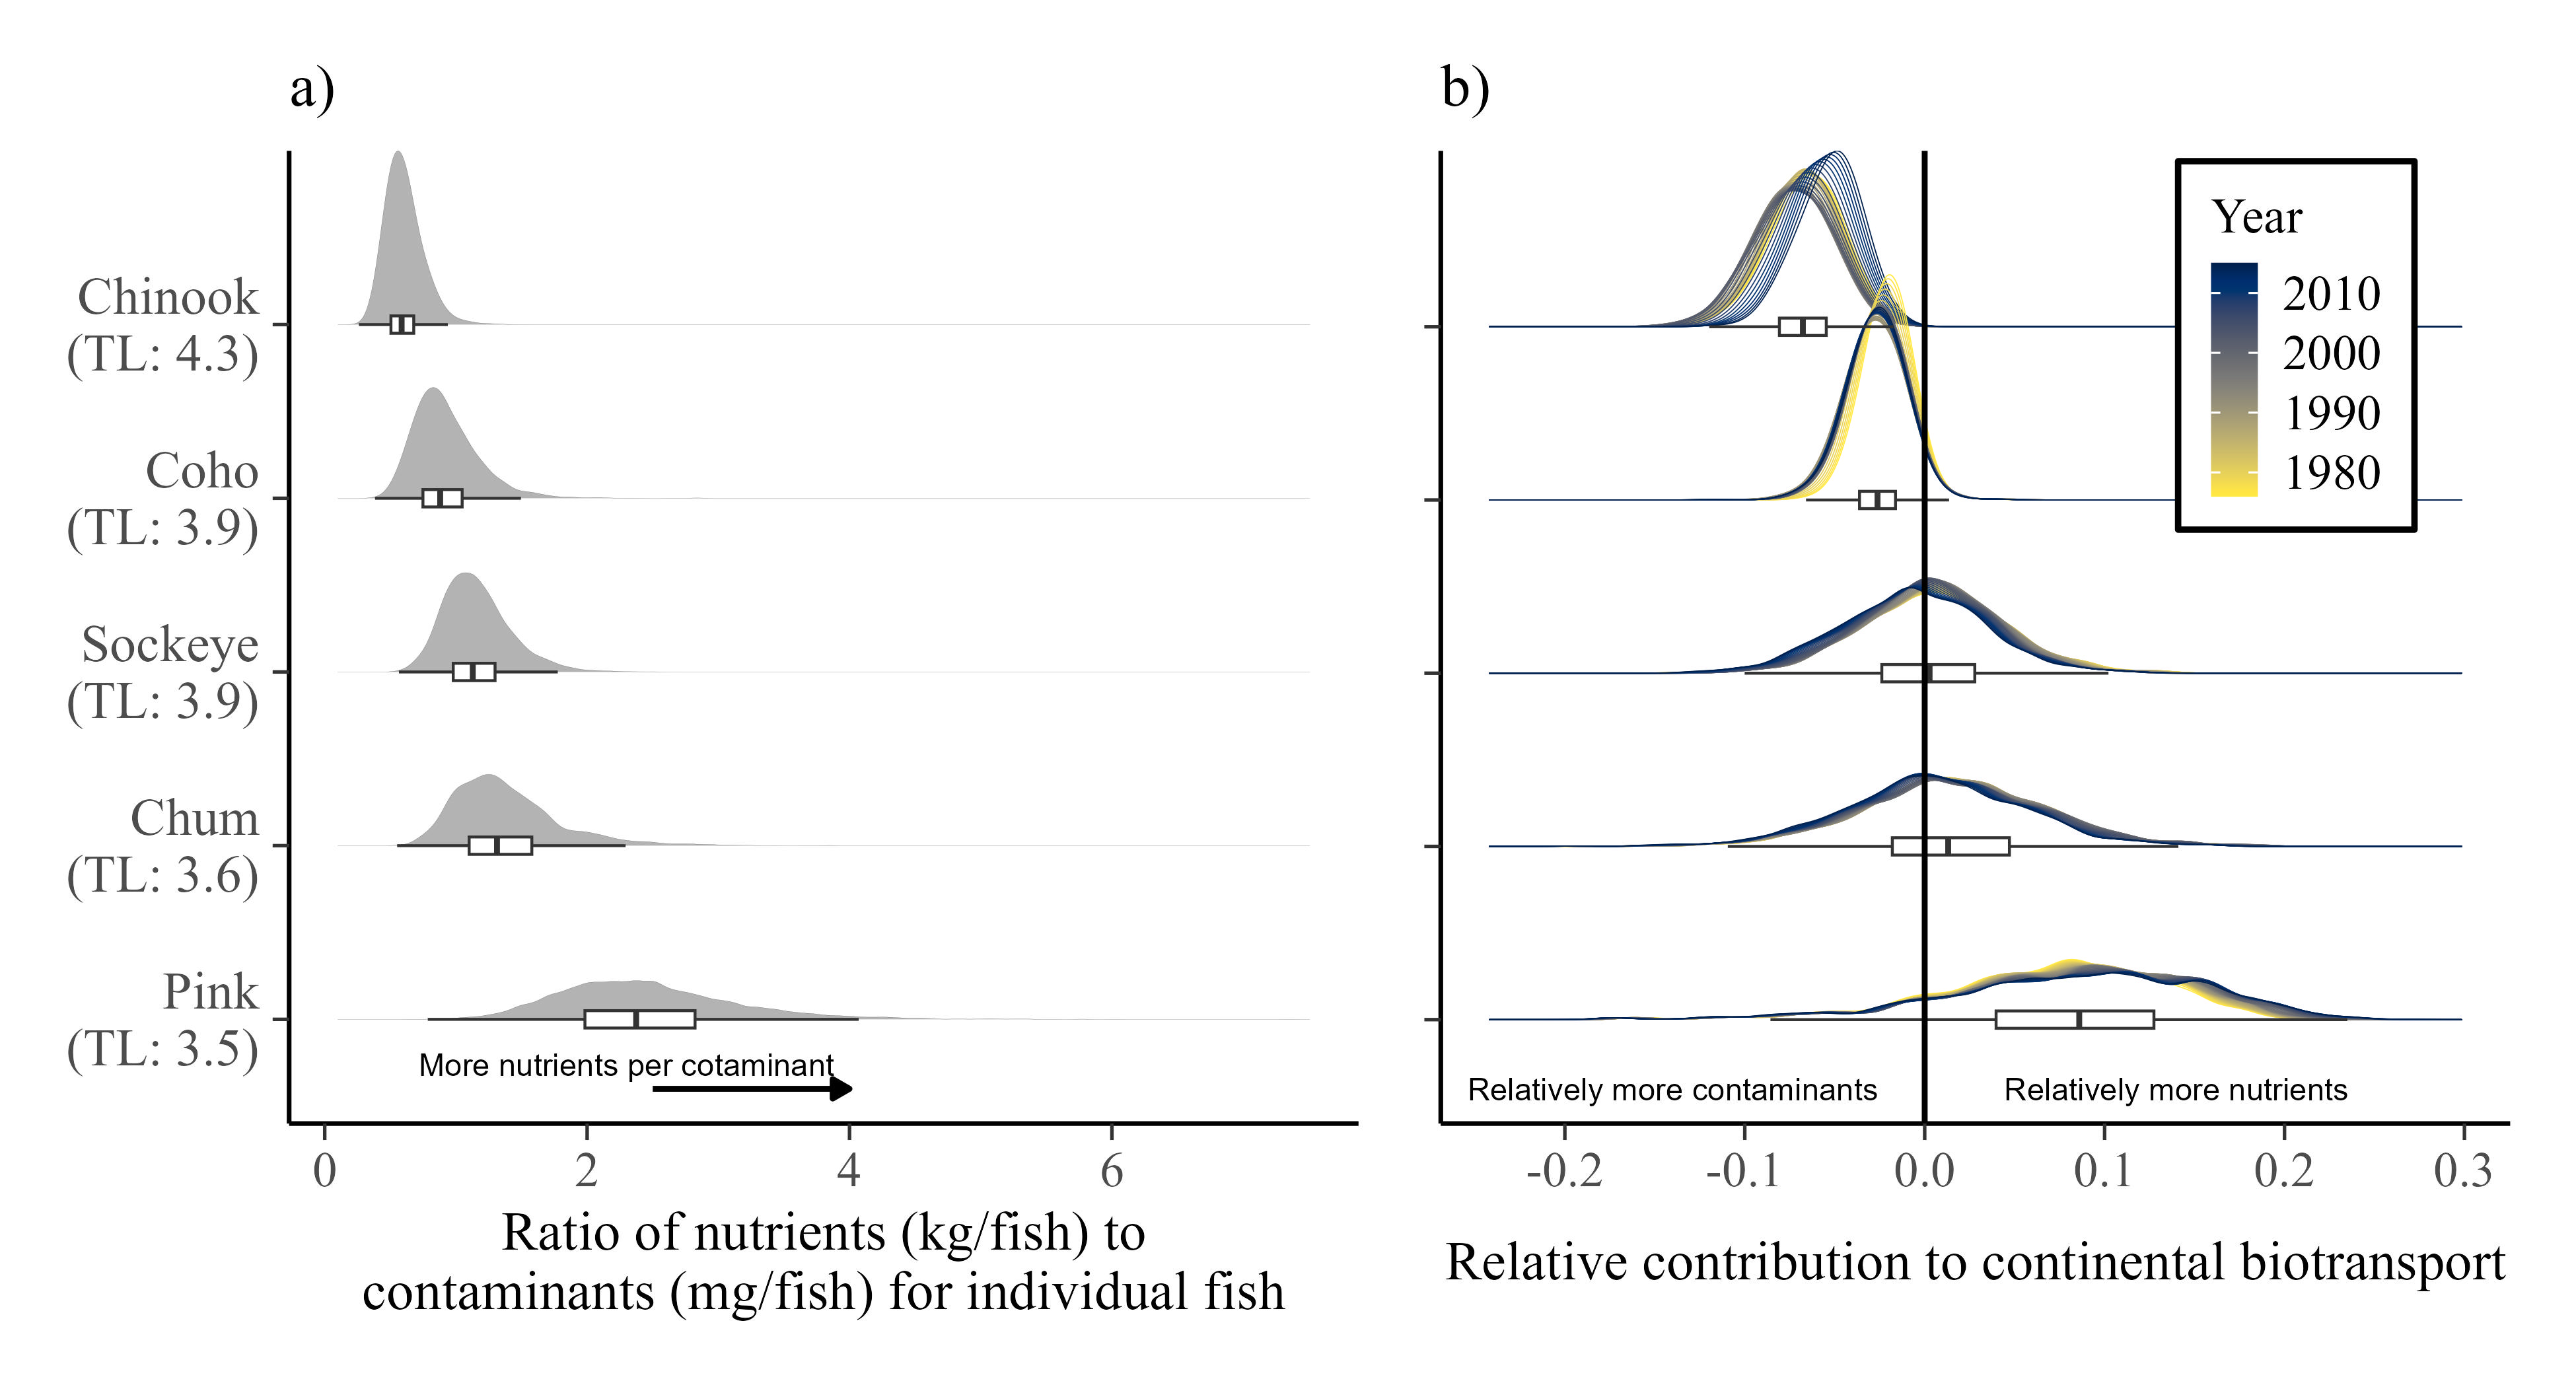 a)
Chinook
(TL: 4.3)
Coho
(TL: 3.9)
Sockeye
(TL: 3.9)
Chum
(TL: 3.6)
Pink
(TL: 3.5)
More nutrients per cotaminant
0 2 4 6
Ratio of nutrients (kg/fish) to
contaminants (mg/fish) for individual fish
b)
Year
2010
2000
1990
1980
Relatively more contaminants
Relatively more nutrients
-0.2 -0.1 0.0 0.1 0.2 0.3
Relative contribution to continental biotransport